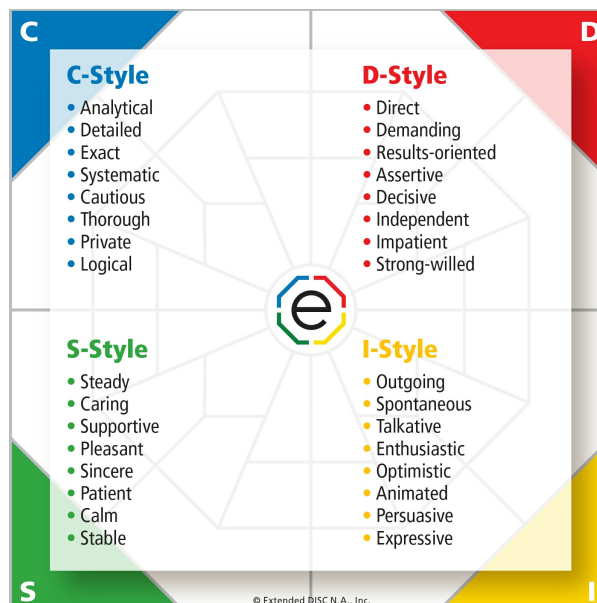 C
D
C-Style
Analytical
Detailed
Exact
Systematic
Cautious
Thorough
Private
Logical
D-Style
Direct
Demanding
Results-oriented
Assertive
Decisive
Independent
Impatient
Strong-willed
e
S-Style
Steady
Caring
Supportive
Pleasant
Sincere
Patient
Calm
Stable
I-Style
Outgoing
Spontaneous
Talkative
Enthusiastic
Optimistic
Animated
Persuasive
Expressive
S
I
© Extended DISC N.A., Inc.